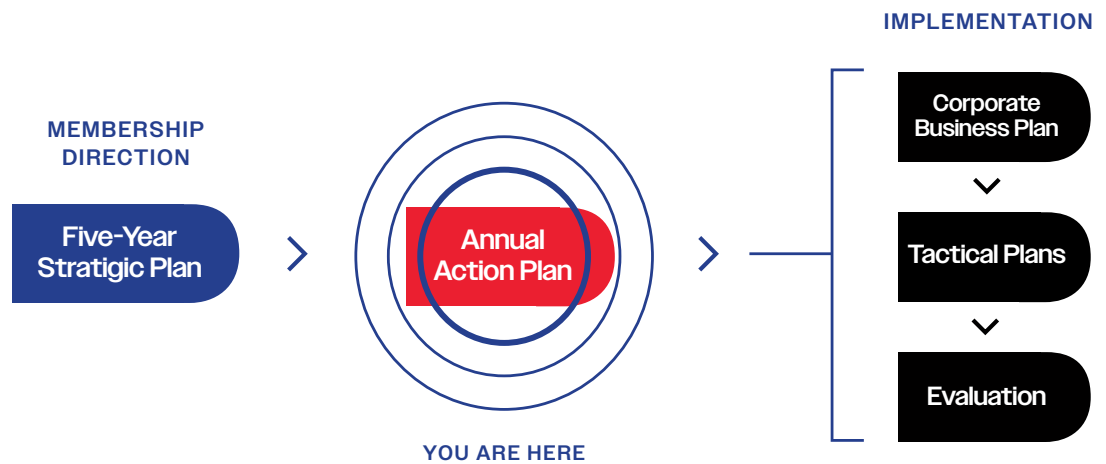 MEMBERSHIP
DIRECTION
Five-Year
Stratigic Plan
Annual
Action Plan
YOU ARE HERE
IMPLEMENTATION
Corporate
Business Plan
Tactical Plans
Evaluation